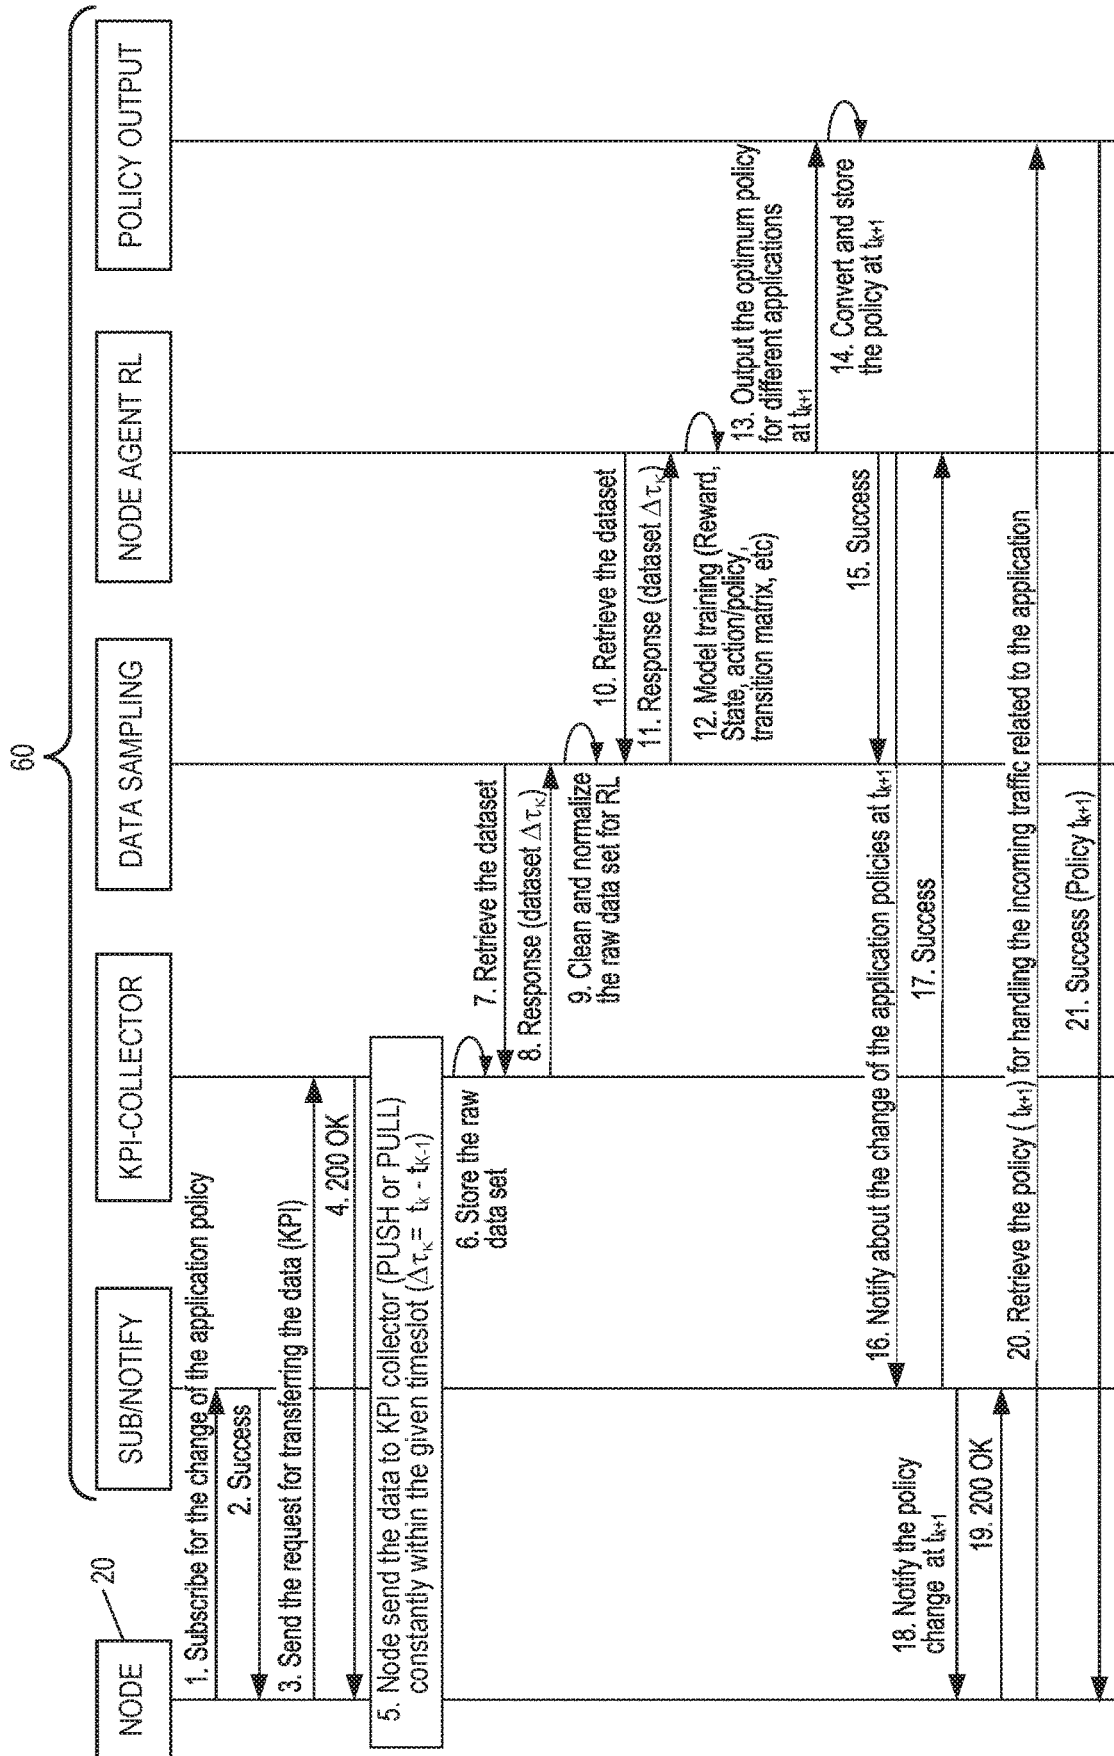 60
NODE
20
SUB/NOTIFY
KPI-COLLECTOR
DATA SAMPLING
NODE AGENT RL
POLICY OUTPUT
1. Subscribe for the change of the application policy
2. Success
3. Send the request for transferring the data (KPI)
4. 200 OK
5. Node send the data to KPI collector (PUSH or PULL)
constantly within the given timeslot (Δτκ = tk - tK-1)
6. Store the raw
data set
7. Retrieve the dataset
8. Response (dataset Δτκ)
9. Clean and normalize
the raw data set for RL
10. Retrieve the dataset
11. Response (dataset Δτκ)
12. Model training (Reward,
State, action/policy,
transition matrix, etc)
13. Output the optimum policy
for different applications
at tk+1
14. Convert and store
the policy at tk+1
15. Success
16. Notify about the change of the application policies at tk+1
17. Success
18. Notify the policy
change at tk+1
19. 200 OK
20. Retrieve the policy ( tk+1) for handling the incoming traffic related to the application
21. Success (Policy tk+1)